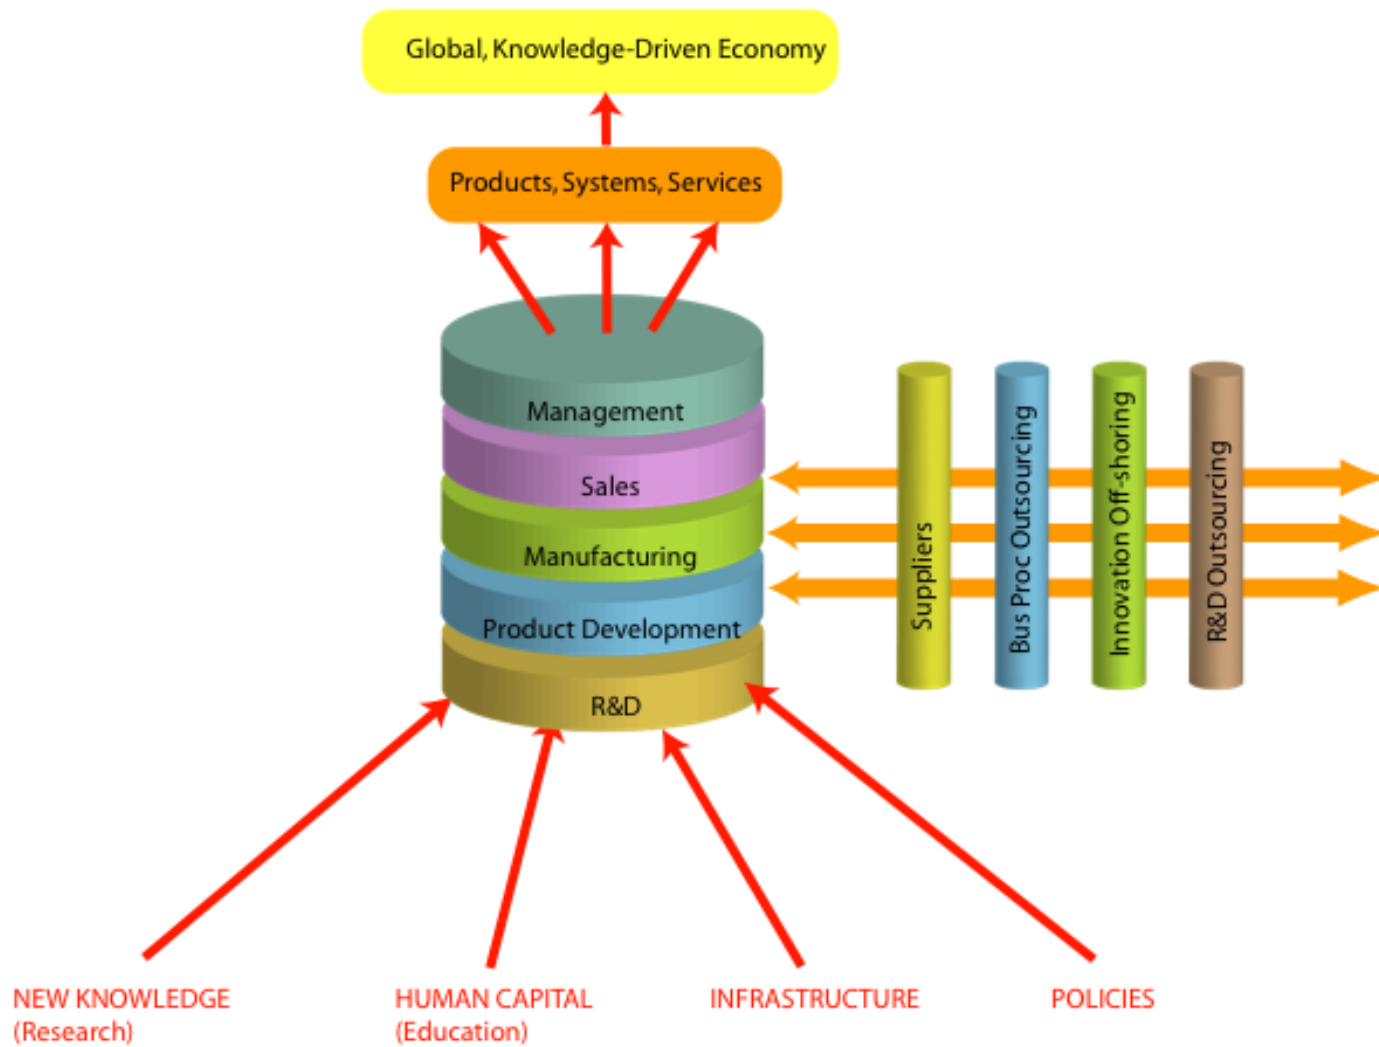 Global, Knowledge-Driven Economy
Products, Systems, Services
Management
Sales
Manufacturing
Product Development
R&D
Suppliers
Bus Proc Outsourcing
Innovation Off-shoring
R&D Outsourcing
NEW KNOWLEDGE
(Research)
HUMAN CAPITAL
(Education)
INFRASTRUCTURE
POLICIES